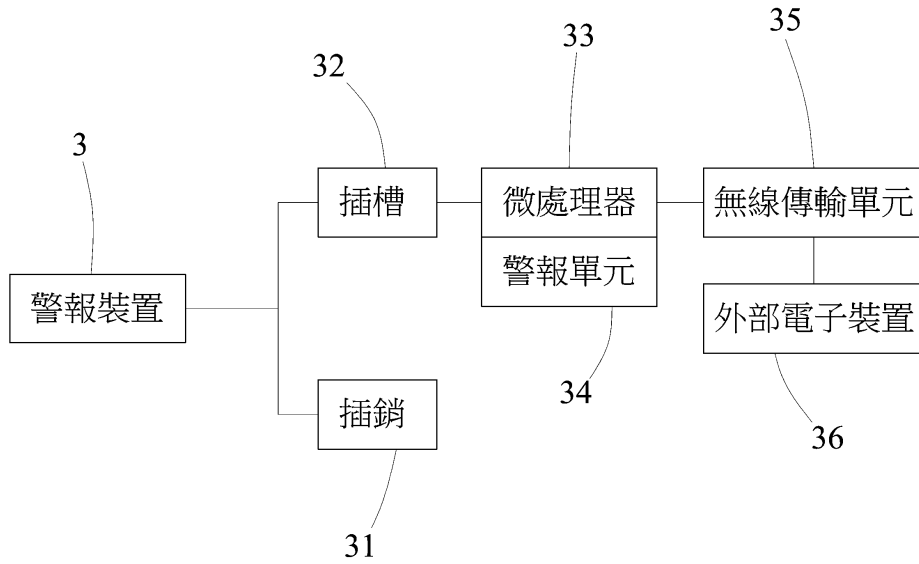 35
33
32
3
插槽
微處理器
無線傳輸單元
警報單元
警報裝置
外部電子裝置
34
插銷
36
31